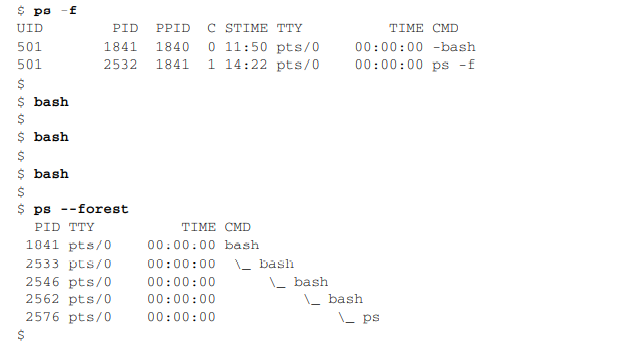 $ ps -f
UID        PID  PPID  C STIME TTY          TIME CMD
501       1841  1840  0 11:50 pts/0    00:00:00 -bash
501       2532  1841  1 14:22 pts/0    00:00:00 ps -f
$
$ bash
$
$ bash
$
$ bash
$
$ ps --forest
  PID TTY          TIME CMD
 1841 pts/0    00:00:00 bash
 2533 pts/0    00:00:00  \_ bash
 2546 pts/0    00:00:00      \_ bash
 2562 pts/0    00:00:00          \_ bash
 2576 pts/0    00:00:00              \_ ps
$